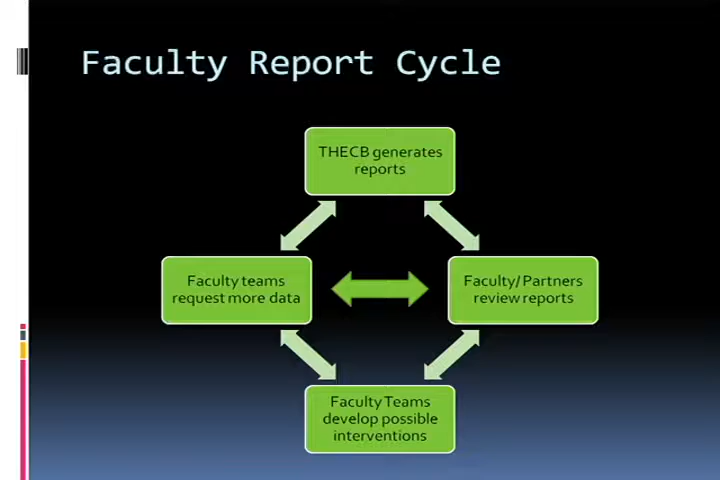 Faculty Report Cycle
THECB generates
reports
Faculty teams
request more data
Faculty/ Partners
review reports
Faculty Teams
develop possible
interventions